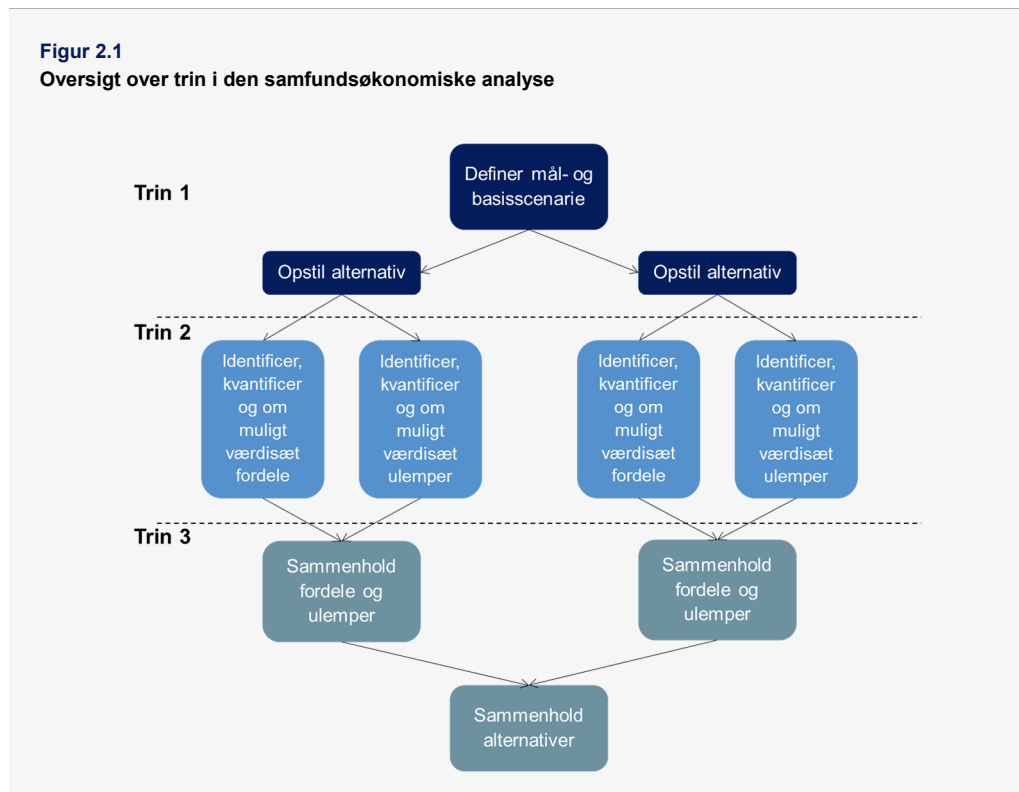 Figur 2.1
Oversigt over trin i den samfundsøkonomiske analyse
Trin 1
Definer mål- og
basisscenarie
Opstil alternativ
Opstil alternativ
Trin 2
Identificer,
kvantificer
og om
muligt
værdisæt
fordele
Identificer,
kvantificer
og om
muligt
værdisæt
ulemper
Identificer,
kvantificer
og om
muligt
værdisæt
fordele
Identificer,
kvantificer
og om
muligt
værdisæt
ulemper
Trin 3
Sammenhold
fordele og
ulemper
Sammenhold
fordele og
ulemper
Sammenhold
alternativer